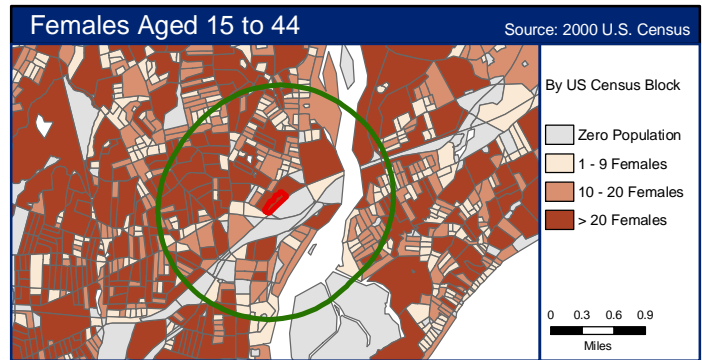 Females Aged 15 to 44
Source: 2000 U.S. Census
By US Census Block
Zero Population
1 - 9 Females
10 - 20 Females
> 20 Females
0 0.3 0.6 0.9
Miles